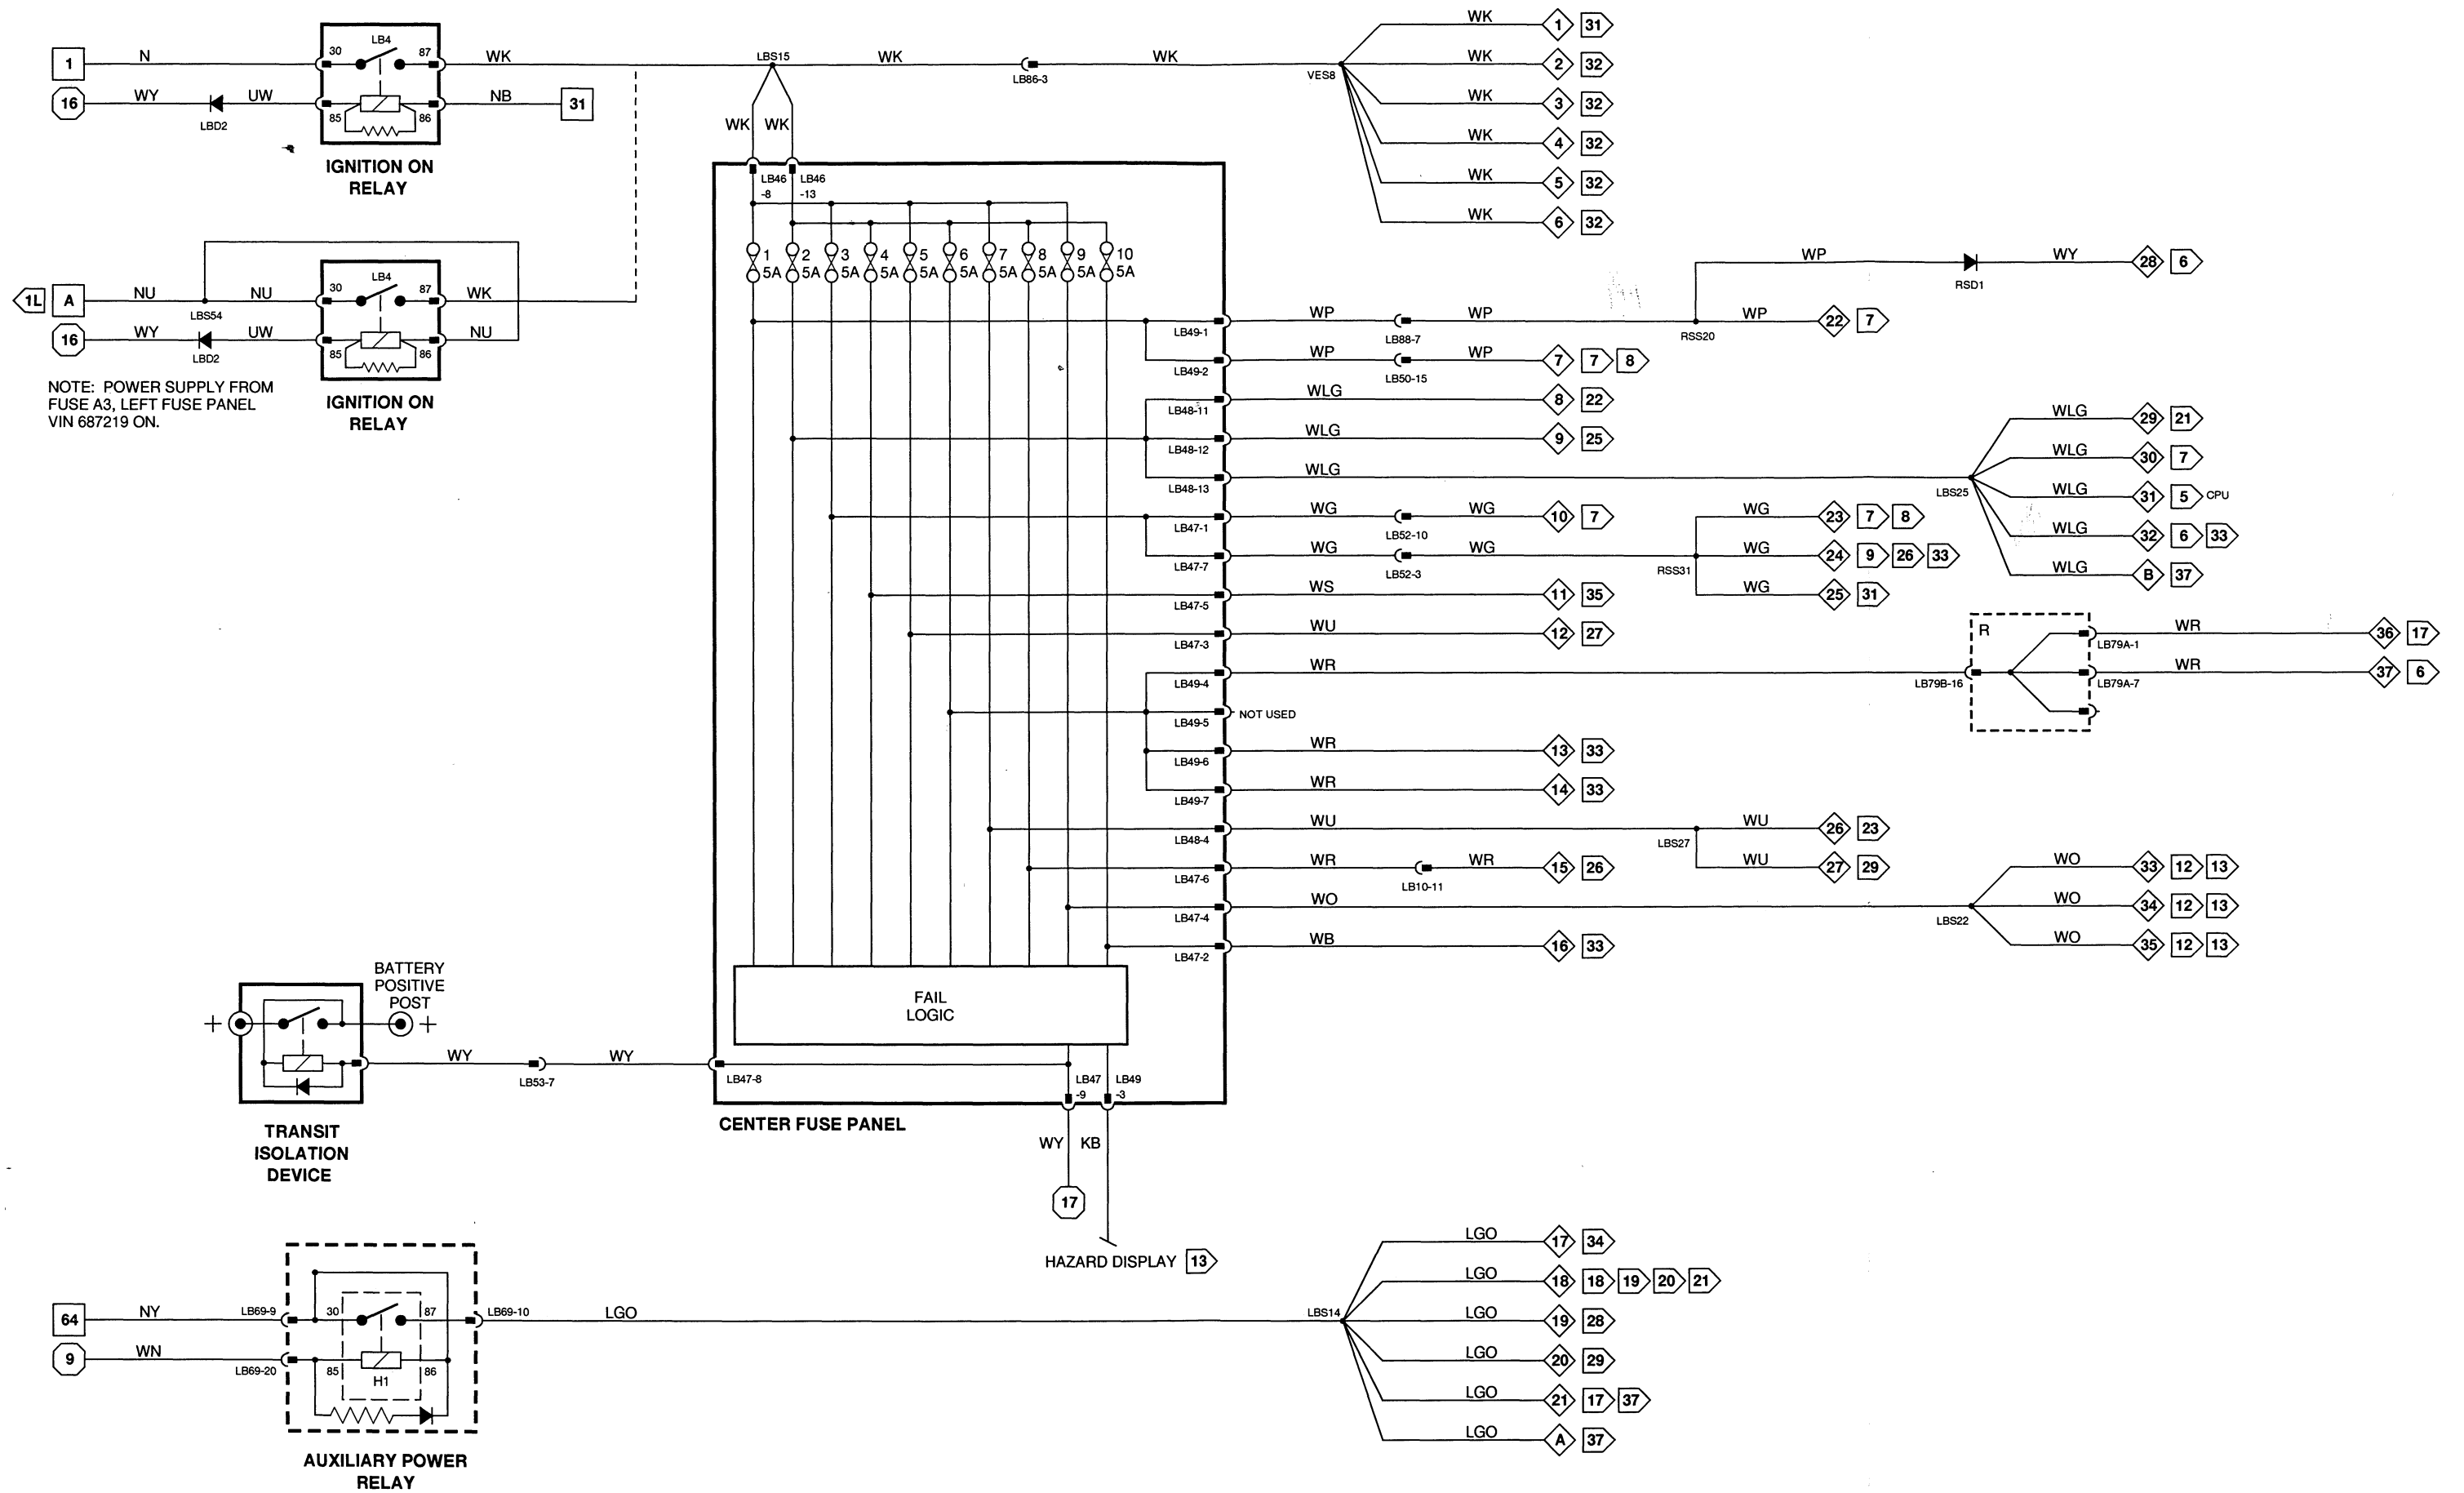 1 N 30 LB4 87 WK LBS15 WK LB86-3 WK VES8
16 WY LBD2 UW 85 86 NB 31
IGNITION ON
RELAY
WK 1 31
WK 2 32
WK 3 32
WK 4 32
WK 5 32
WK 6 32
WK WK
LB46 LB46
-8 -13
1 2 3 4 5 6 7 8 9 10
5A 5A 5A 5A 5A 5A 5A 5A 5A 5A
1L A NU LBS54 NU 30 LB4 87 WK
16 WY LBD2 UW 85 86 NU
NOTE: POWER SUPPLY FROM
FUSE A3, LEFT FUSE PANEL
VIN 687219 ON.
IGNITION ON
RELAY
WP RSD1 WY 28 6
LB49-1 WP LB88-7 WP RSS20 WP 22 7
LB49-2 WP LB50-15 WP 7 7 8
LB48-11 WLG 8 22
LB48-12 WLG 9 25
LB48-13 WLG LBS25
WLG 29 21
WLG 30 7
WLG 31 5 CPU
WLG 32 6 33
WLG B 37
LB47-1 WG LB52-10 WG 10 7
LB47-7 WG LB52-3 WG RSS31
WG 23 7 8
WG 24 9 26 33
WG 25 31
LB47-5 WS 11 35
LB47-3 WU 12 27
LB49-4 WR LB79B-16 R
LB79A-1 WR 36 17
LB79A-7 WR 37 6
LB49-5 NOT USED
LB49-6 WR 13 33
LB49-7 WR 14 33
LB48-4 WU LBS27
WU 26 23
WU 27 29
LB47-6 WR LB10-11 WR 15 26
LB47-4 WO LBS22
WO 33 12 13
WO 34 12 13
WO 35 12 13
LB47-2 WB 16 33
FAIL
LOGIC
BATTERY
POSITIVE
POST
+ +
WY LB53-7 WY LB47-8
LB47 LB49
-9 -3
TRANSIT
ISOLATION
DEVICE
CENTER FUSE PANEL
WY KB
17
HAZARD DISPLAY 13
64 NY LB69-9 30 87 LB69-10 LGO LBS14
9 WN LB69-20 85 86
H1
AUXILIARY POWER
RELAY
LGO 17 34
LGO 18 18 19 20 21
LGO 19 28
LGO 20 29
LGO 21 17 37
LGO A 37